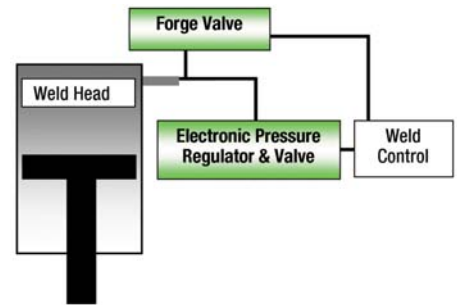 Forge Valve
Weld Head
Electronic Pressure
Regulator & Valve
Weld
Control